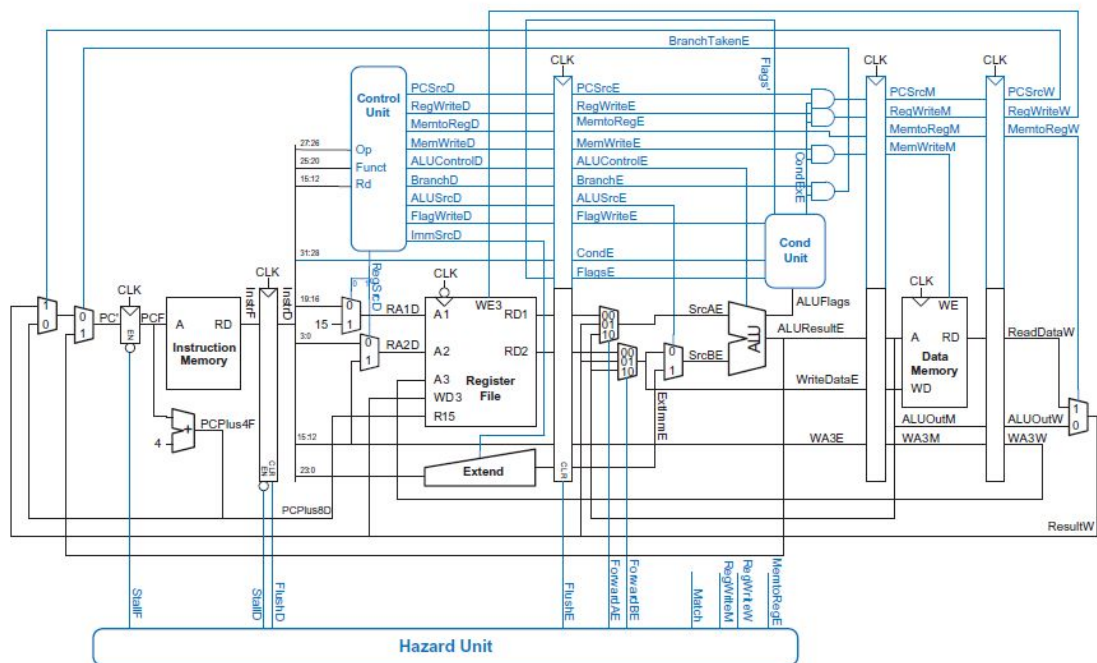 BranchTakenE
CLK
CLK
CLK
Flags'
Control
Unit
PCSrcD
PCSrcE
PCSrcM
PCSrcW
RegWriteD
RegWriteE
RegWriteM
RegWriteW
MemtoRegD
MemtoRegE
MemtoRegM
MemtoRegW
27:26
Op
MemWriteD
MemWriteE
MemWriteM
25:20
Funct
ALUControlD
ALUControlE
15:12
Rd
BranchD
BranchE
CondExE
ALUSrcD
ALUSrcE
FlagWriteD
FlagWriteE
ImmSrcD
Cond
Unit
31:28
CondE
FlagsE
CLK
CLK
CLK
CLK
RegSrcD
0 1
InstrF
InstrD
ALUFlags
1
0
0
1
PC'
PCF
EN
A RD
Instruction
Memory
19:16
0
1
15
RA1D
A1
WE3
RD1
00
01
10
SrcAE
ALU
ALUResultE
WE
A RD
Data
Memory
WD
ReadDataW
3:0
0
1
RA2D
A2
RD2
00
01
10
0
1
SrcBE
A3
WD3
R15
Register
File
WriteDataE
ExtImmE
PCPlus4F
+
4
ALUOutM
ALUOutW
1
0
15:12
WA3E
WA3M
WA3W
EN
CLR
23:0
Extend
CLR
PCPlus8D
ResultW
StallF
StallD
FlushD
FlushE
ForwardAE
ForwardBE
Match
RegWriteM
RegWriteW
MemtoRegE
Hazard Unit